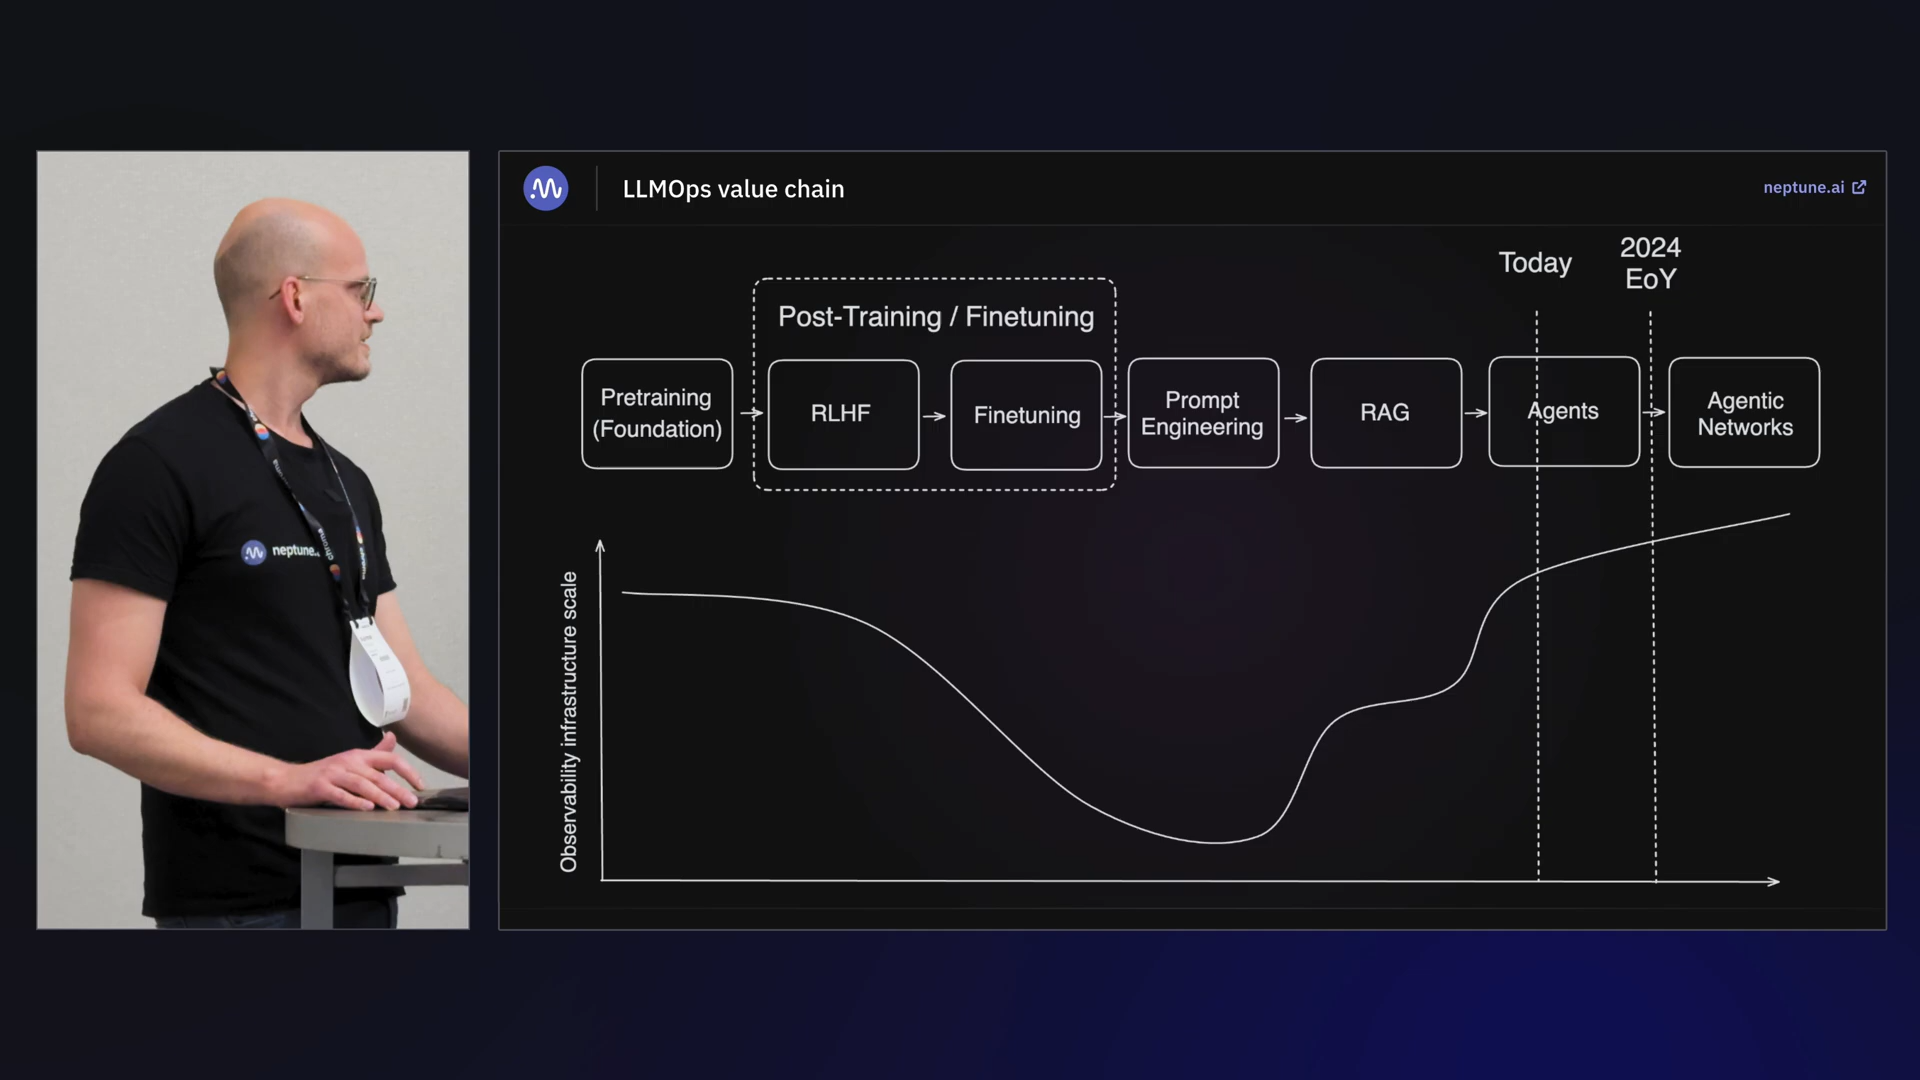 LLMOps value chain
neptune.ai
Today
2024
EoY
Post-Training / Finetuning
Pretraining
(Foundation)
RLHF
Finetuning
Prompt
Engineering
RAG
Agents
Agentic
Networks
Observability infrastructure scale
neptune.
chroma